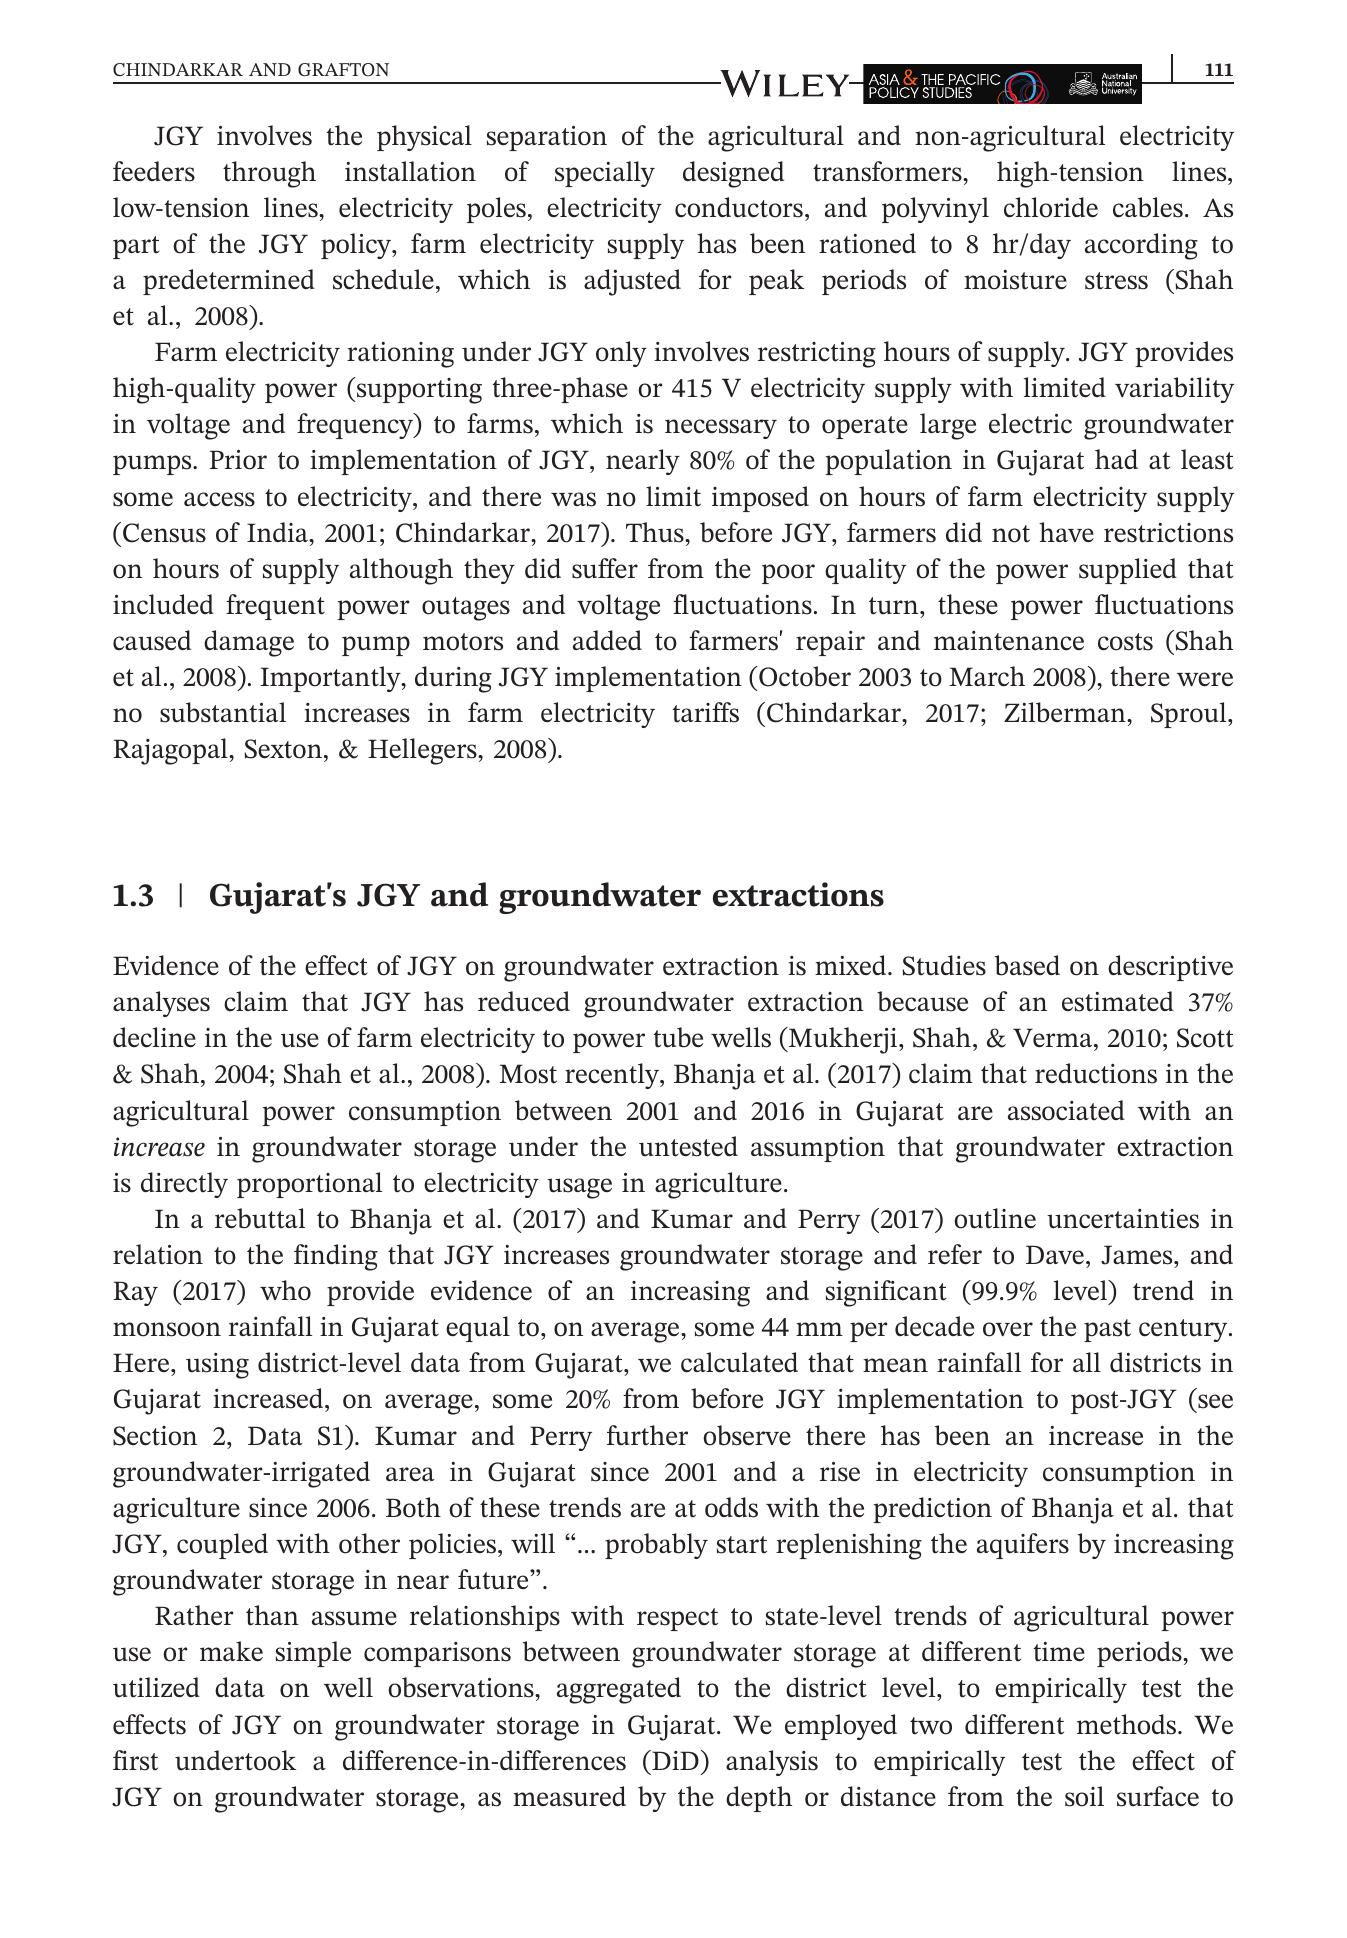 CHINDARKAR AND GRAFTON
WILEY
ASIA & THE PACIFIC
POLICY STUDIES
Australian
National
University
111
JGY involves the physical separation of the agricultural and non-agricultural electricity
feeders through installation of specially designed transformers, high-tension lines,
low-tension lines, electricity poles, electricity conductors, and polyvinyl chloride cables. As
part of the JGY policy, farm electricity supply has been rationed to 8 hr/day according to
a predetermined schedule, which is adjusted for peak periods of moisture stress (Shah
et al., 2008).
Farm electricity rationing under JGY only involves restricting hours of supply. JGY provides
high-quality power (supporting three-phase or 415 V electricity supply with limited variability
in voltage and frequency) to farms, which is necessary to operate large electric groundwater
pumps. Prior to implementation of JGY, nearly 80% of the population in Gujarat had at least
some access to electricity, and there was no limit imposed on hours of farm electricity supply
(Census of India, 2001; Chindarkar, 2017). Thus, before JGY, farmers did not have restrictions
on hours of supply although they did suffer from the poor quality of the power supplied that
included frequent power outages and voltage fluctuations. In turn, these power fluctuations
caused damage to pump motors and added to farmers' repair and maintenance costs (Shah
et al., 2008). Importantly, during JGY implementation (October 2003 to March 2008), there were
no substantial increases in farm electricity tariffs (Chindarkar, 2017; Zilberman, Sproul,
Rajagopal, Sexton, & Hellegers, 2008).
1.3 | Gujarat's JGY and groundwater extractions
Evidence of the effect of JGY on groundwater extraction is mixed. Studies based on descriptive
analyses claim that JGY has reduced groundwater extraction because of an estimated 37%
decline in the use of farm electricity to power tube wells (Mukherji, Shah, & Verma, 2010; Scott
& Shah, 2004; Shah et al., 2008). Most recently, Bhanja et al. (2017) claim that reductions in the
agricultural power consumption between 2001 and 2016 in Gujarat are associated with an
increase in groundwater storage under the untested assumption that groundwater extraction
is directly proportional to electricity usage in agriculture.
In a rebuttal to Bhanja et al. (2017) and Kumar and Perry (2017) outline uncertainties in
relation to the finding that JGY increases groundwater storage and refer to Dave, James, and
Ray (2017) who provide evidence of an increasing and significant (99.9% level) trend in
monsoon rainfall in Gujarat equal to, on average, some 44 mm per decade over the past century.
Here, using district-level data from Gujarat, we calculated that mean rainfall for all districts in
Gujarat increased, on average, some 20% from before JGY implementation to post-JGY (see
Section 2, Data S1). Kumar and Perry further observe there has been an increase in the
groundwater-irrigated area in Gujarat since 2001 and a rise in electricity consumption in
agriculture since 2006. Both of these trends are at odds with the prediction of Bhanja et al. that
JGY, coupled with other policies, will “... probably start replenishing the aquifers by increasing
groundwater storage in near future”.
Rather than assume relationships with respect to state-level trends of agricultural power
use or make simple comparisons between groundwater storage at different time periods, we
utilized data on well observations, aggregated to the district level, to empirically test the
effects of JGY on groundwater storage in Gujarat. We employed two different methods. We
first undertook a difference-in-differences (DiD) analysis to empirically test the effect of
JGY on groundwater storage, as measured by the depth or distance from the soil surface to